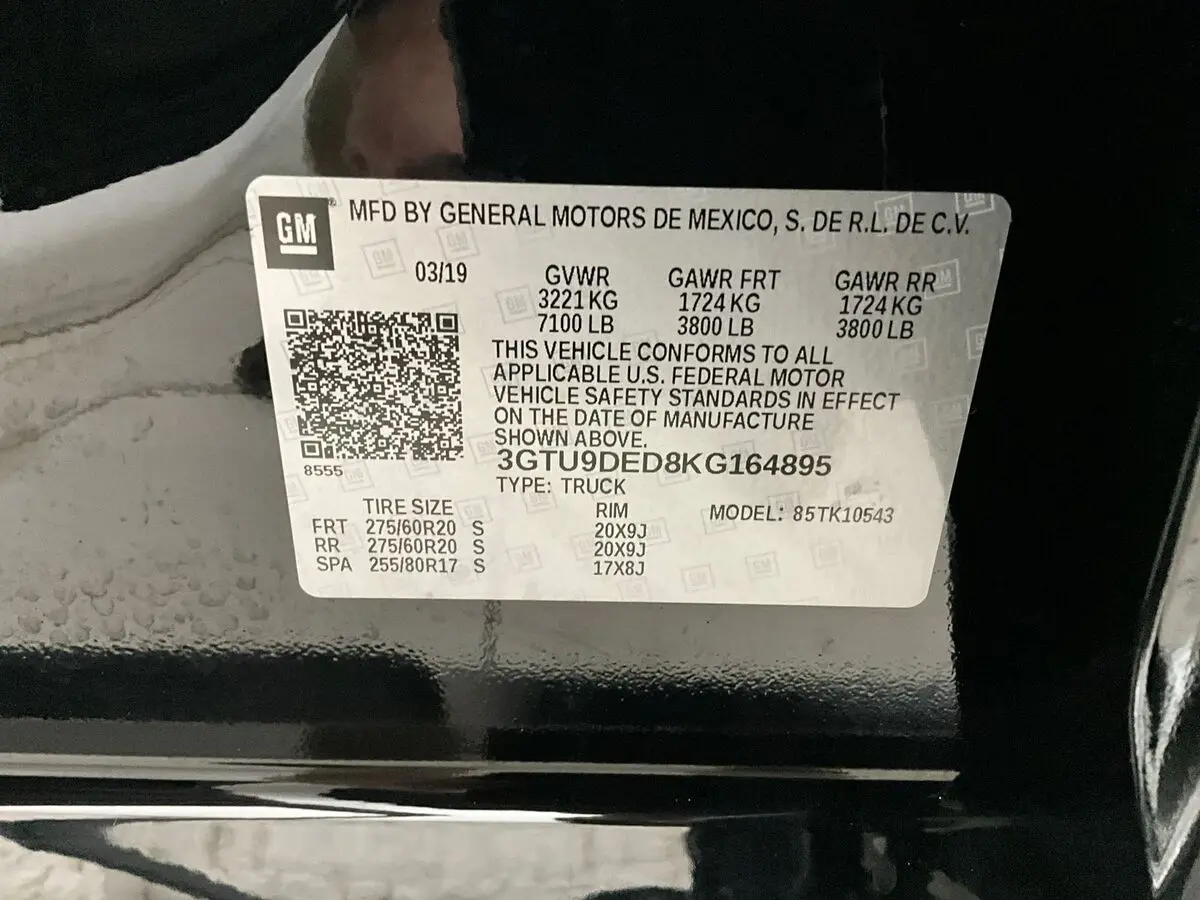 GM
MFD BY GENERAL MOTORS DE MEXICO, S. DE R.L. DE C.V.
03/19 GVWR GAWR FRT GAWR RR
3221 KG 1724 KG 1724 KG
7100 LB 3800 LB 3800 LB
THIS VEHICLE CONFORMS TO ALL
APPLICABLE U.S. FEDERAL MOTOR
VEHICLE SAFETY STANDARDS IN EFFECT
ON THE DATE OF MANUFACTURE
SHOWN ABOVE.
8555
3GTU9DED8KG164895
TYPE: TRUCK
TIRE SIZE RIM MODEL: 85TK10543
FRT 275/60R20 S 20X9J
RR 275/60R20 S 20X9J
SPA 255/80R17 S 17X8J